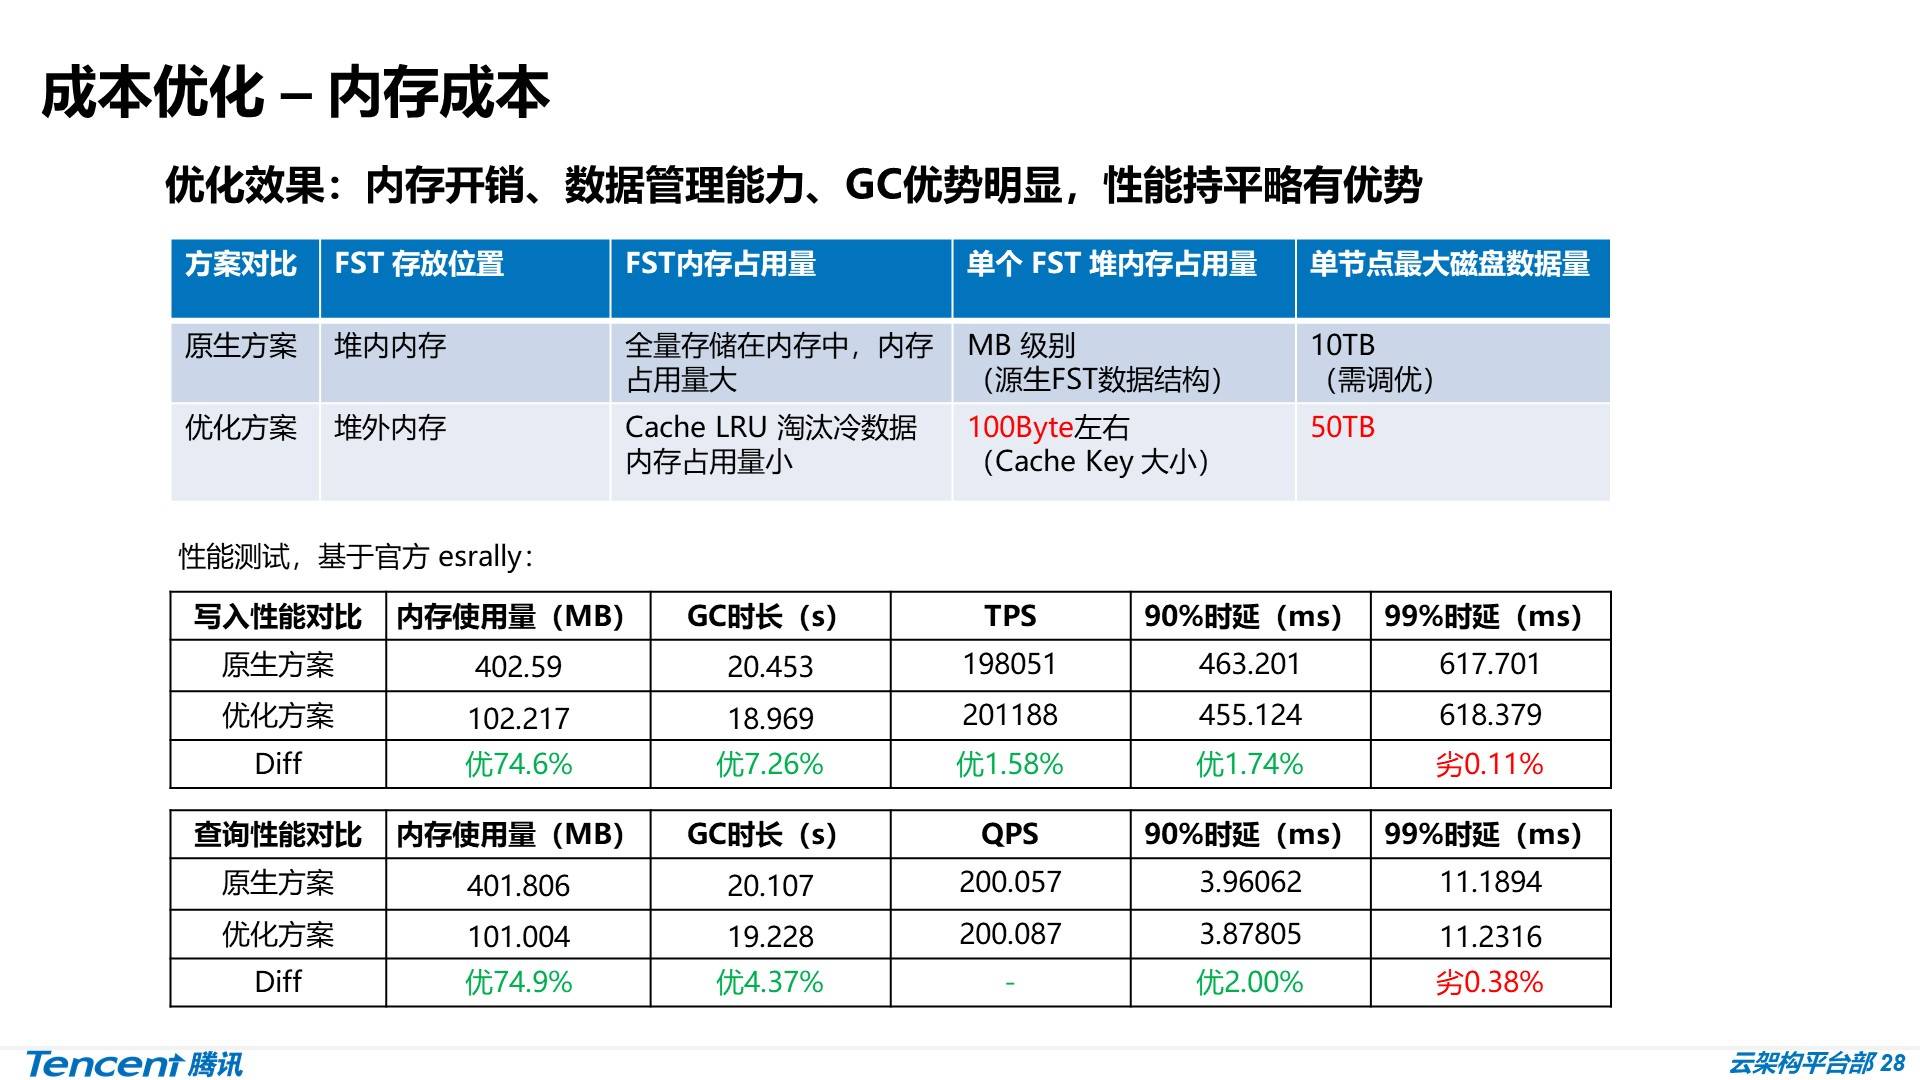 成本优化 – 内存成本
优化效果：内存开销、数据管理能力、GC优势明显，性能持平略有优势
方案对比 FST 存放位置 FST内存占用量 单个 FST 堆内存占用量 单节点最大磁盘数据量
原生方案 堆内内存 全量存储在内存中，内存 MB 级别 10TB
占用量大 （源生FST数据结构） （需调优）
优化方案 堆外内存 Cache LRU 淘汰冷数据 100Byte左右 50TB
内存占用量小 （Cache Key 大小）
性能测试，基于官方 esrally：
写入性能对比 内存使用量（MB） GC时长（s） TPS 90%时延（ms） 99%时延（ms）
原生方案 402.59 20.453 198051 463.201 617.701
优化方案 102.217 18.969 201188 455.124 618.379
Diff 优74.6% 优7.26% 优1.58% 优1.74% 劣0.11%
查询性能对比 内存使用量（MB） GC时长（s） QPS 90%时延（ms） 99%时延（ms）
原生方案 401.806 20.107 200.057 3.96062 11.1894
优化方案 101.004 19.228 200.087 3.87805 11.2316
Diff 优74.9% 优4.37% - 优2.00% 劣0.38%
Tencent 腾讯
云架构平台部 28